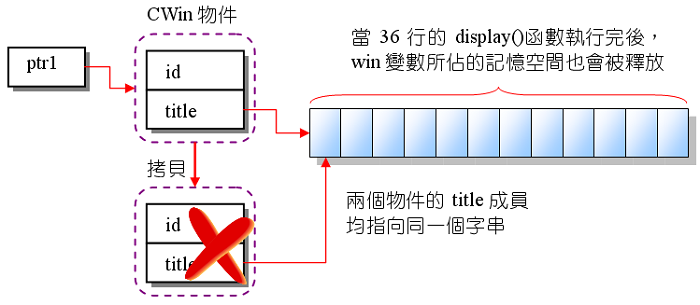 CWin 物件
ptr1
id
title
當 36 行的 display()函數執行完後，
win 變數所佔的記憶空間也會被釋放
拷貝
id
title
兩個物件的 title 成員
均指向同一個字串